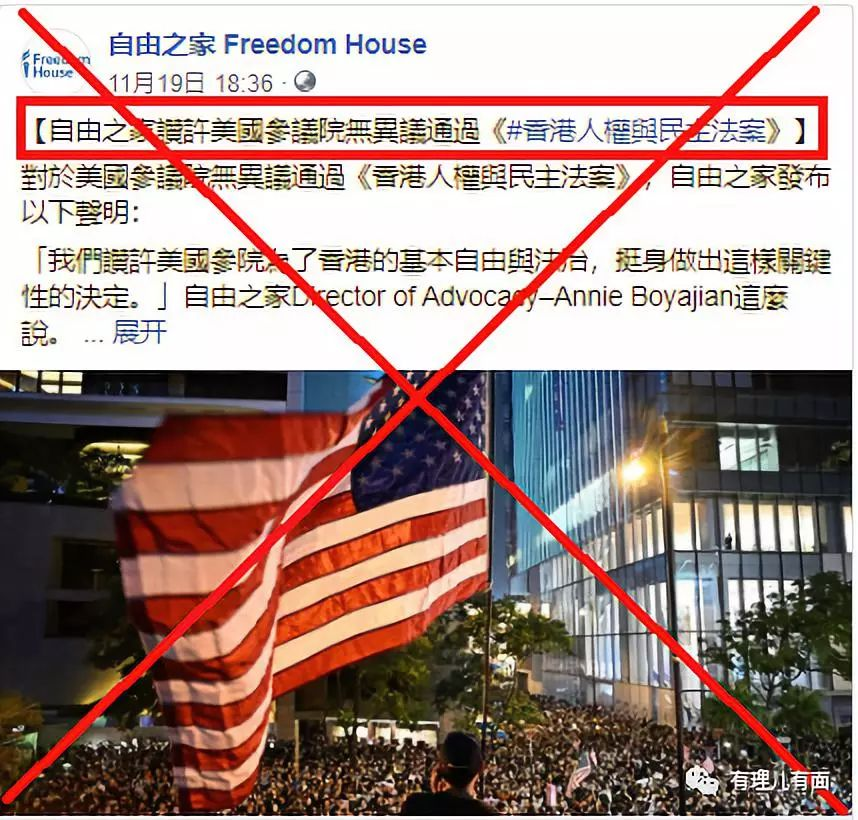 自由之家 Freedom House
Freedom
House
11月19日 18:36 ·
【自由之家讚許美國參議院無異議通過《#香港人權與民主法案》】
對於美國參議院無異議通過《香港人權與民主法案》，自由之家發布
以下聲明：
「我們讚許美國參院為了香港的基本自由與法治，挺身做出這樣關鍵
性的決定。」自由之家Director of Advocacy–Annie Boyajian這麼
說。 ... 展开
有理儿有面